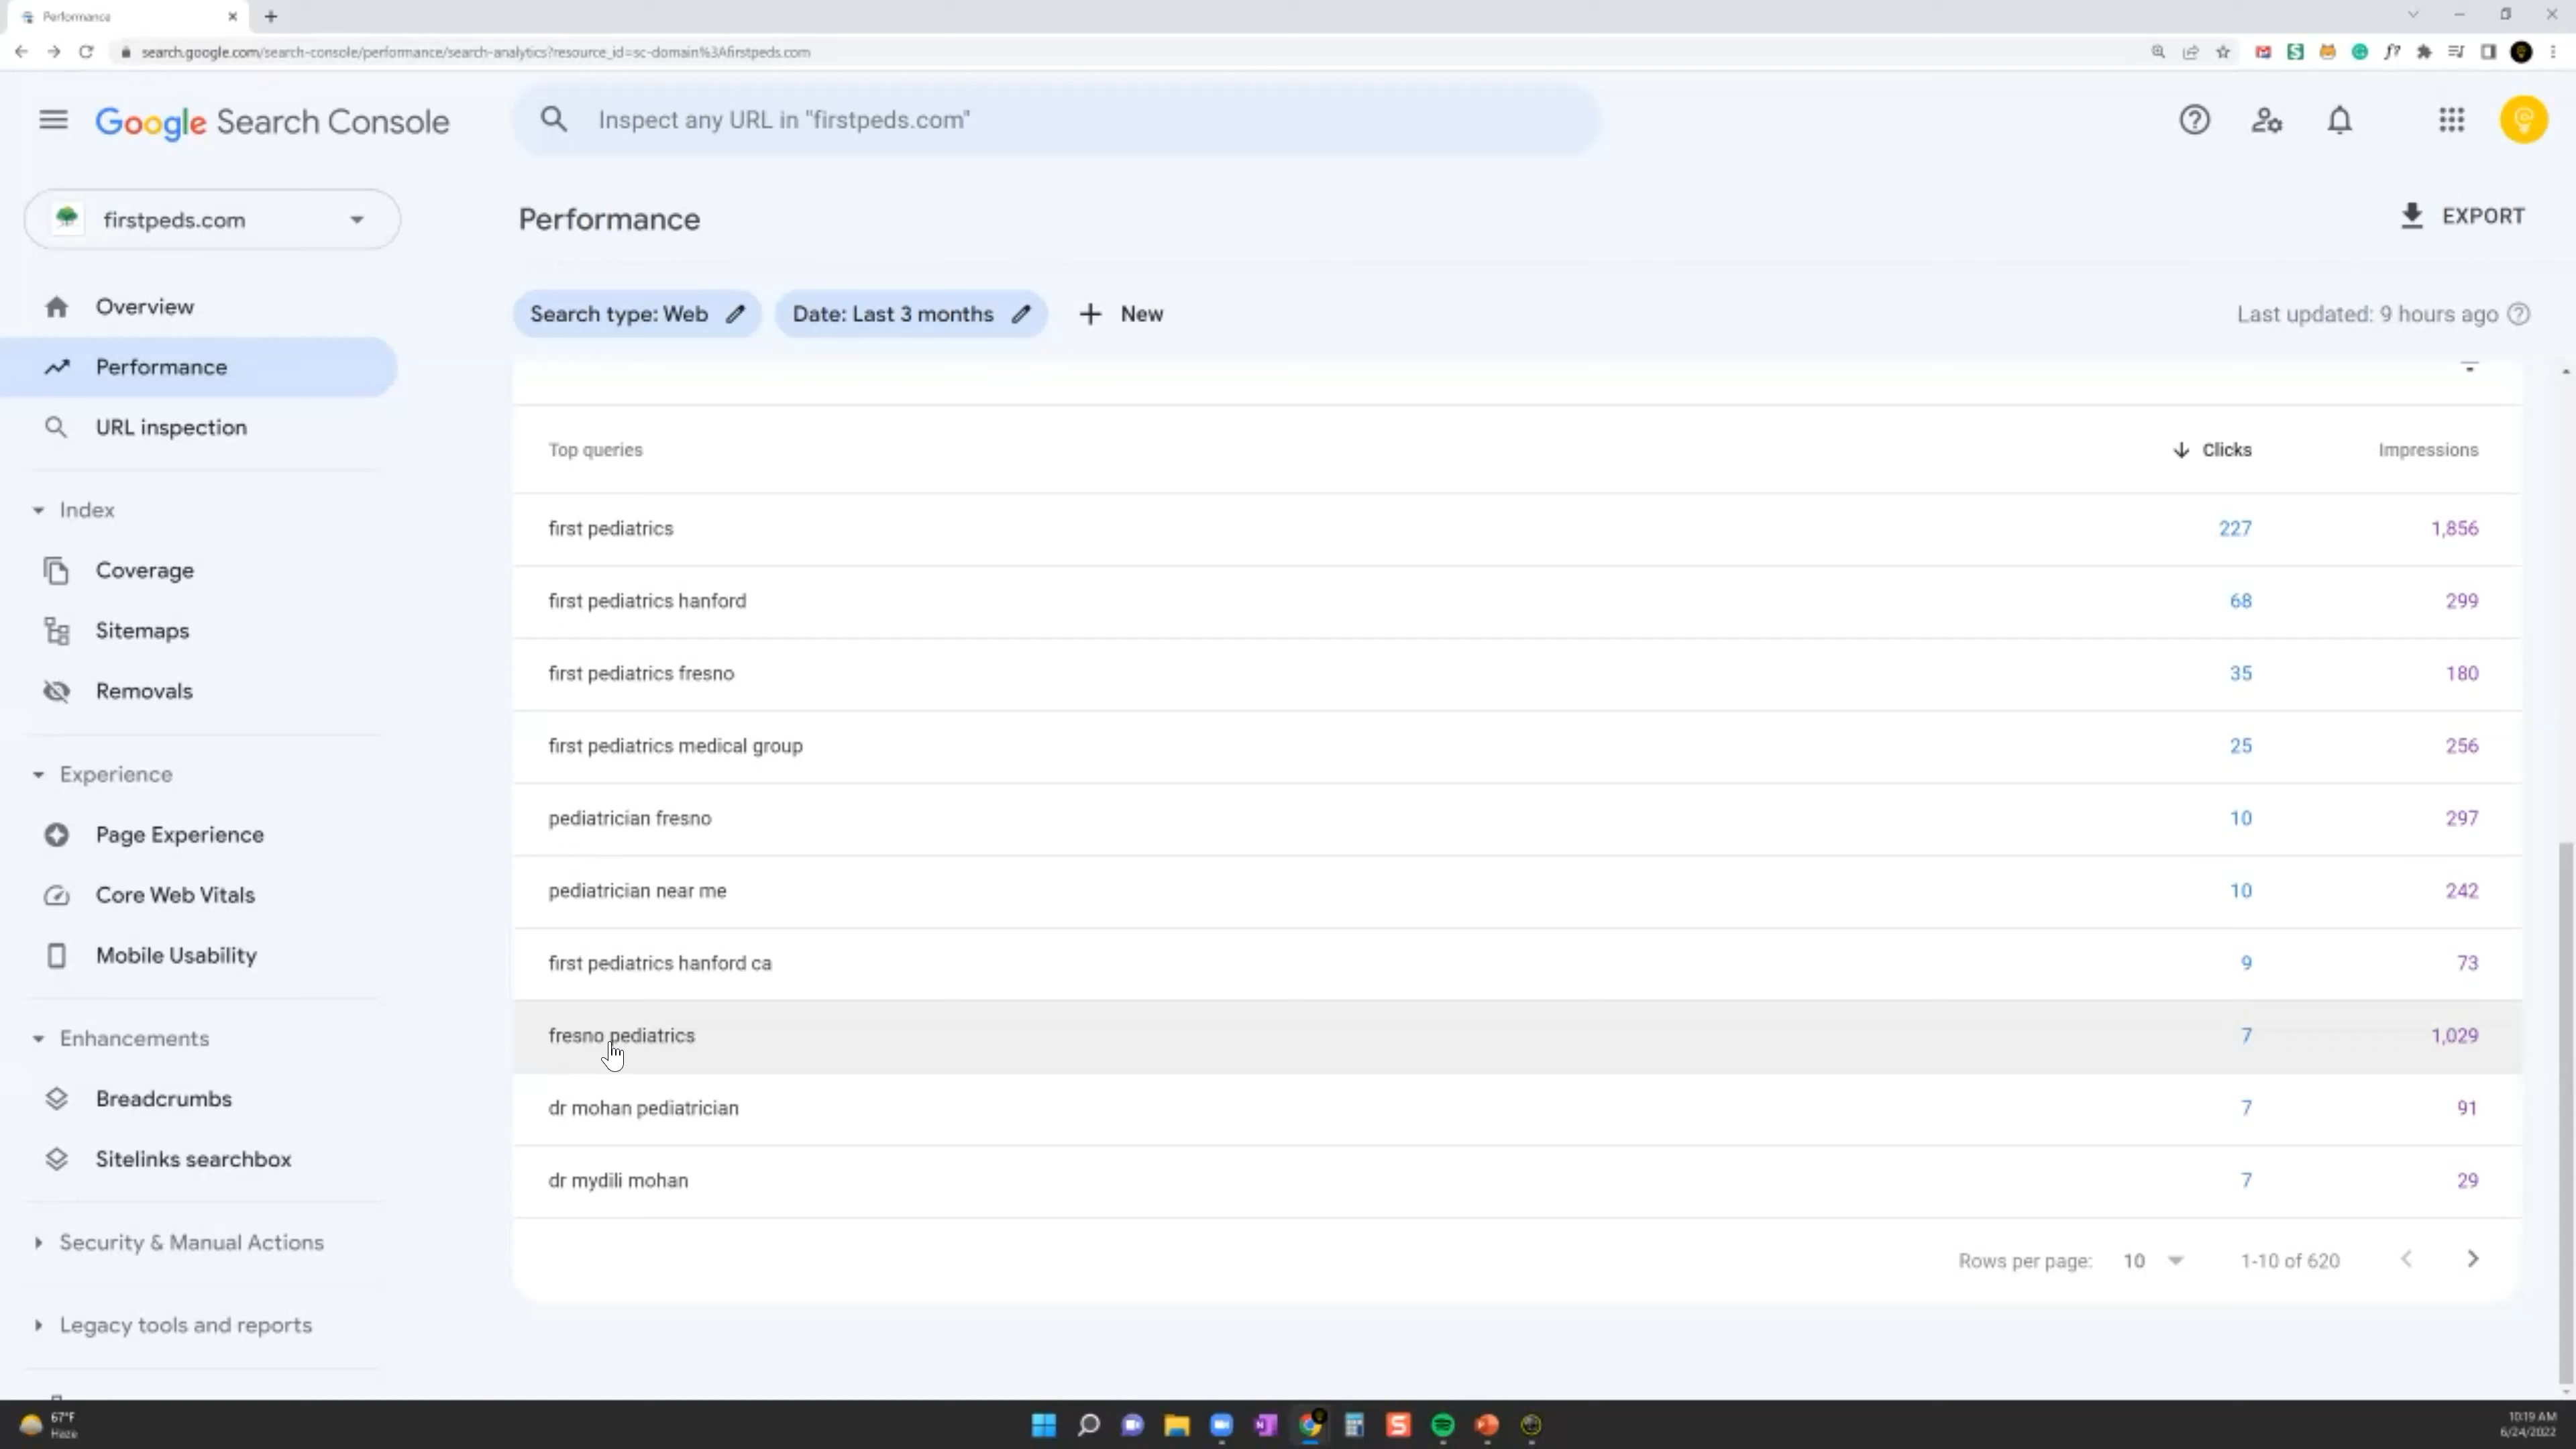 Performance
search.google.com/search-console/performance/search-analytics?resource_id=sc-domain%3Afirstpeds.com
Google Search Console
Inspect any URL in "firstpeds.com"
firstpeds.com
Performance
EXPORT
Overview
Search type: Web
Date: Last 3 months
New
Last updated: 9 hours ago
Performance
URL inspection
Top queries Clicks Impressions
Index
first pediatrics 227 1,856
Coverage
first pediatrics hanford 68 299
Sitemaps
first pediatrics fresno 35 180
Removals
first pediatrics medical group 25 256
Experience
pediatrician fresno 10 297
Page Experience
pediatrician near me 10 242
Core Web Vitals
Mobile Usability
first pediatrics hanford ca 9 73
Enhancements
fresno pediatrics 7 1,029
Breadcrumbs
dr mohan pediatrician 7 91
Sitelinks searchbox
dr mydili mohan 7 29
Security & Manual Actions
Rows per page: 10 1-10 of 620
Legacy tools and reports
67°F
Haze
10:19 AM
6/24/2022